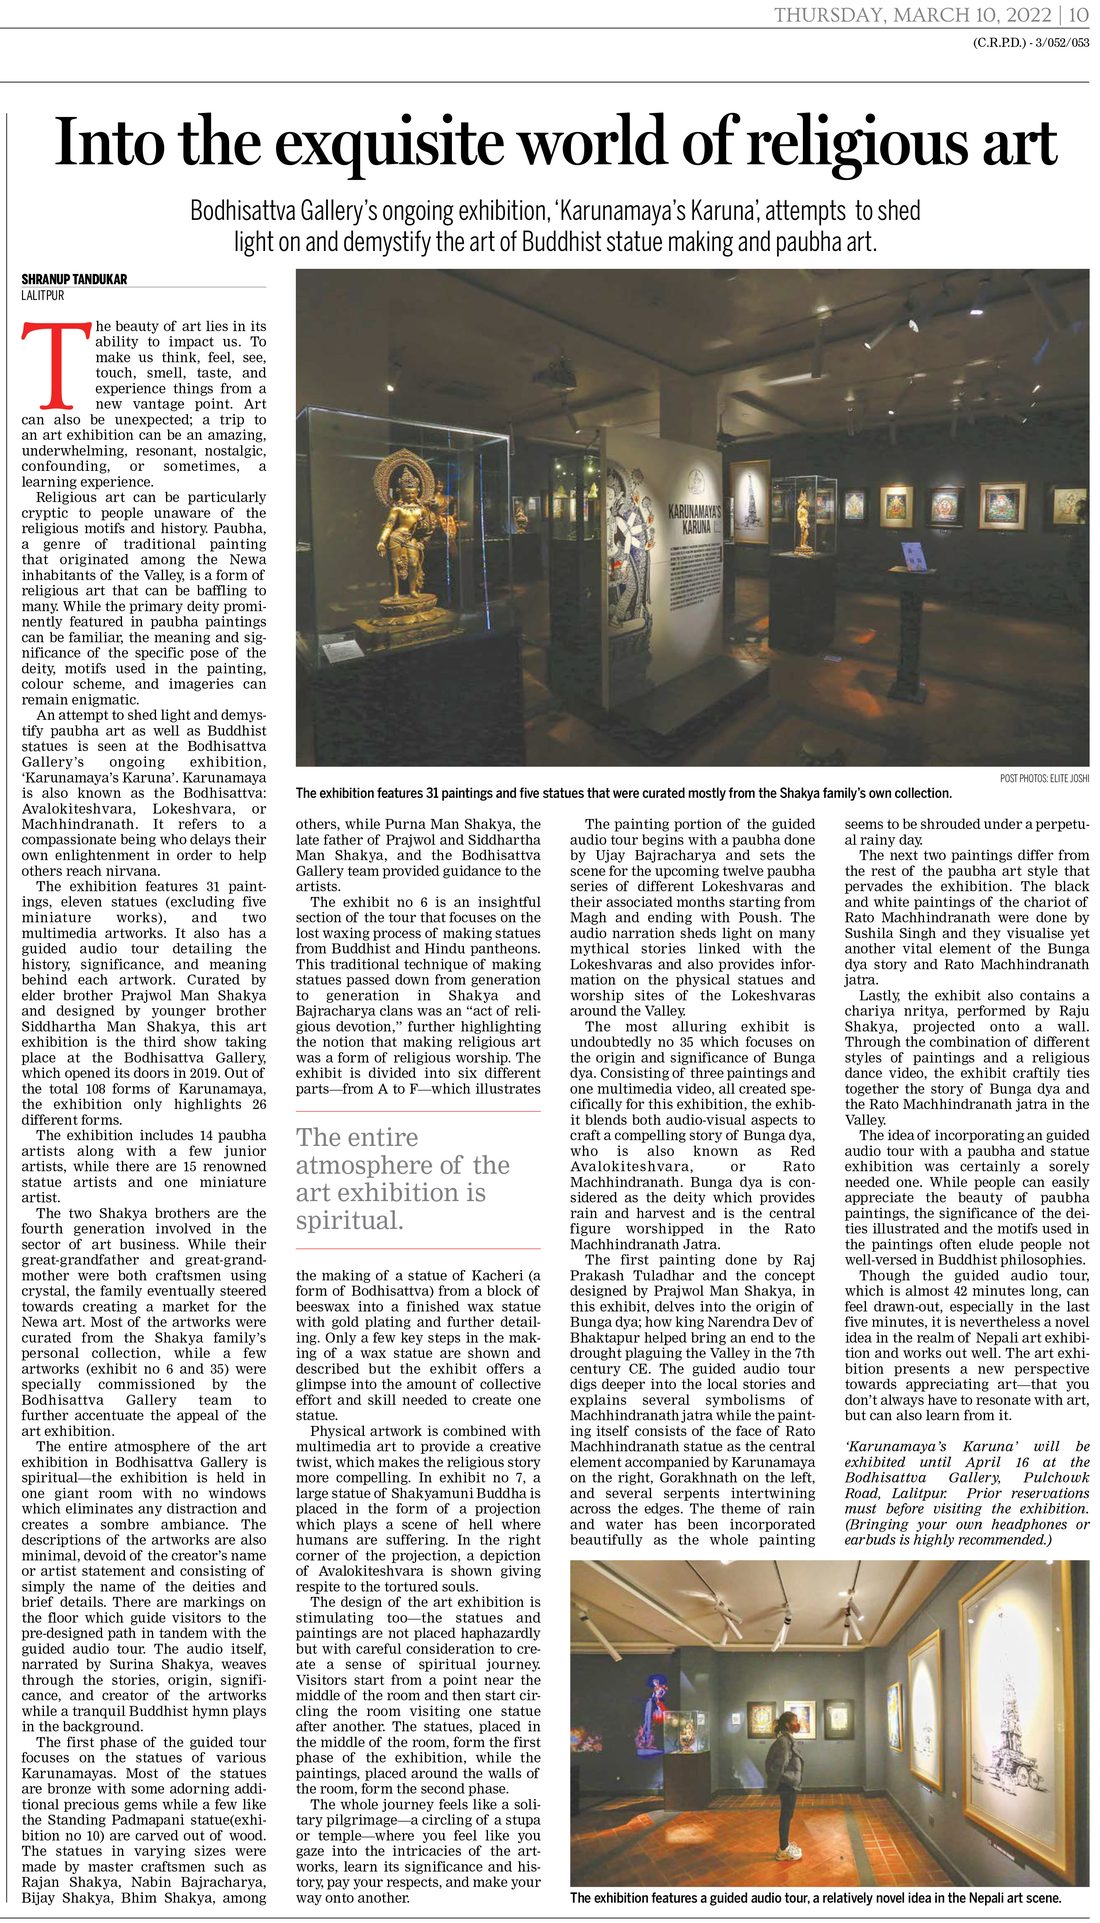 THURSDAY, MARCH 10, 2022 | 10
(C.R.P.D.) - 3/052/053
Into the exquisite world of religious art
Bodhisattva Gallery's ongoing exhibition, ‘Karunamaya's Karuna’, attempts to shed
light on and demystify the art of Buddhist statue making and paubha art.
SHRANUP TANDUKAR
LALITPUR
The beauty of art lies in its
ability to impact us. To
make us think, feel, see,
touch, smell, taste, and
experience things from a
new vantage point. Art
can also be unexpected; a trip to
an art exhibition can be an amazing,
underwhelming, resonant, nostalgic,
confounding, or sometimes, a
learning experience.
Religious art can be particularly
cryptic to people unaware of the
religious motifs and history. Paubha,
a genre of traditional painting
that originated among the Newa
inhabitants of the Valley, is a form of
religious art that can be baffling to
many. While the primary deity promi-
nently featured in paubha paintings
can be familiar, the meaning and sig-
nificance of the specific pose of the
deity, motifs used in the painting,
colour scheme, and imageries can
remain enigmatic.
An attempt to shed light and demys-
tify paubha art as well as Buddhist
statues is seen at the Bodhisattva
Gallery's ongoing exhibition,
‘Karunamaya's Karuna’. Karunamaya
is also known as the Bodhisattva:
Avalokiteshvara, Lokeshvara, or
Machhindranath. It refers to a
compassionate being who delays their
own enlightenment in order to help
others reach nirvana.
The exhibition features 31 paint-
ings, eleven statues (excluding five
miniature works), and two
multimedia artworks. It also has a
guided audio tour detailing the
history, significance, and meaning
behind each artwork. Curated by
elder brother Prajwol Man Shakya
and designed by younger brother
Siddhartha Man Shakya, this art
exhibition is the third show taking
place at the Bodhisattva Gallery,
which opened its doors in 2019. Out of
the total 108 forms of Karunamaya,
the exhibition only highlights 26
different forms.
The exhibition includes 14 paubha
artists along with a few junior
artists, while there are 15 renowned
statue artists and one miniature
artist.
The two Shakya brothers are the
fourth generation involved in the
sector of art business. While their
great-grandfather and great-grand-
mother were both craftsmen using
crystal, the family eventually steered
towards creating a market for the
Newa art. Most of the artworks were
curated from the Shakya family's
personal collection, while a few
artworks (exhibit no 6 and 35) were
specially commissioned by the
Bodhisattva Gallery team to
further accentuate the appeal of the
art exhibition.
The entire atmosphere of the art
exhibition in Bodhisattva Gallery is
spiritual—the exhibition is held in
one giant room with no windows
which eliminates any distraction and
creates a sombre ambiance. The
descriptions of the artworks are also
minimal, devoid of the creator's name
or artist statement and consisting of
simply the name of the deities and
brief details. There are markings on
the floor which guide visitors to the
pre-designed path in tandem with the
guided audio tour. The audio itself,
narrated by Surina Shakya, weaves
through the stories, origin, signifi-
cance, and creator of the artworks
while a tranquil Buddhist hymn plays
in the background.
The first phase of the guided tour
focuses on the statues of various
Karunamayas. Most of the statues
are bronze with some adorning addi-
tional precious gems while a few like
the Standing Padmapani statue(exhi-
bition no 10) are carved out of wood.
The statues in varying sizes were
made by master craftsmen such as
Rajan Shakya, Nabin Bajracharya,
Bijay Shakya, Bhim Shakya, among
KARUNAMAYA'S
KARUNA
POST PHOTOS: ELITE JOSHI
The exhibition features 31 paintings and five statues that were curated mostly from the Shakya family's own collection.
others, while Purna Man Shakya, the
late father of Prajwol and Siddhartha
Man Shakya, and the Bodhisattva
Gallery team provided guidance to the
artists.
The exhibit no 6 is an insightful
section of the tour that focuses on the
lost waxing process of making statues
from Buddhist and Hindu pantheons.
This traditional technique of making
statues passed down from generation
to generation in Shakya and
Bajracharya clans was an “act of reli-
gious devotion,” further highlighting
the notion that making religious art
was a form of religious worship. The
exhibit is divided into six different
parts—from A to F—which illustrates
The entire
atmosphere of the
art exhibition is
spiritual.
the making of a statue of Kacheri (a
form of Bodhisattva) from a block of
beeswax into a finished wax statue
with gold plating and further detail-
ing. Only a few key steps in the mak-
ing of a wax statue are shown and
described but the exhibit offers a
glimpse into the amount of collective
effort and skill needed to create one
statue.
Physical artwork is combined with
multimedia art to provide a creative
twist, which makes the religious story
more compelling. In exhibit no 7, a
large statue of Shakyamuni Buddha is
placed in the form of a projection
which plays a scene of hell where
humans are suffering. In the right
corner of the projection, a depiction
of Avalokiteshvara is shown giving
respite to the tortured souls.
The design of the art exhibition is
stimulating too—the statues and
paintings are not placed haphazardly
but with careful consideration to cre-
ate a sense of spiritual journey.
Visitors start from a point near the
middle of the room and then start cir-
cling the room visiting one statue
after another. The statues, placed in
the middle of the room, form the first
phase of the exhibition, while the
paintings, placed around the walls of
the room, form the second phase.
The whole journey feels like a soli-
tary pilgrimage—a circling of a stupa
or temple—where you feel like you
gaze into the intricacies of the art-
works, learn its significance and his-
tory, pay your respects, and make your
way onto another.
The painting portion of the guided
audio tour begins with a paubha done
by Ujay Bajracharya and sets the
scene for the upcoming twelve paubha
series of different Lokeshvaras and
their associated months starting from
Magh and ending with Poush. The
audio narration sheds light on many
mythical stories linked with the
Lokeshvaras and also provides infor-
mation on the physical statues and
worship sites of the Lokeshvaras
around the Valley.
The most alluring exhibit is
undoubtedly no 35 which focuses on
the origin and significance of Bunga
dya. Consisting of three paintings and
one multimedia video, all created spe-
cifically for this exhibition, the exhib-
it blends both audio-visual aspects to
craft a compelling story of Bunga dya,
who is also known as Red
Avalokiteshvara, or Rato
Machhindranath. Bunga dya is con-
sidered as the deity which provides
rain and harvest and is the central
figure worshipped in the Rato
Machhindranath Jatra.
The first painting done by Raj
Prakash Tuladhar and the concept
designed by Prajwol Man Shakya, in
this exhibit, delves into the origin of
Bunga dya; how king Narendra Dev of
Bhaktapur helped bring an end to the
drought plaguing the Valley in the 7th
century CE. The guided audio tour
digs deeper into the local stories and
explains several symbolisms of
Machhindranath jatra while the paint-
ing itself consists of the face of Rato
Machhindranath statue as the central
element accompanied by Karunamaya
on the right, Gorakhnath on the left,
and several serpents intertwining
across the edges. The theme of rain
and water has been incorporated
beautifully as the whole painting
seems to be shrouded under a perpetu-
al rainy day.
The next two paintings differ from
the rest of the paubha art style that
pervades the exhibition. The black
and white paintings of the chariot of
Rato Machhindranath were done by
Sushila Singh and they visualise yet
another vital element of the Bunga
dya story and Rato Machhindranath
jatra.
Lastly, the exhibit also contains a
chariya nritya, performed by Raju
Shakya, projected onto a wall.
Through the combination of different
styles of paintings and a religious
dance video, the exhibit craftily ties
together the story of Bunga dya and
the Rato Machhindranath jatra in the
Valley.
The idea of incorporating an guided
audio tour with a paubha and statue
exhibition was certainly a sorely
needed one. While people can easily
appreciate the beauty of paubha
paintings, the significance of the dei-
ties illustrated and the motifs used in
the paintings often elude people not
well-versed in Buddhist philosophies.
Though the guided audio tour,
which is almost 42 minutes long, can
feel drawn-out, especially in the last
five minutes, it is nevertheless a novel
idea in the realm of Nepali art exhibi-
tion and works out well. The art exhi-
bition presents a new perspective
towards appreciating art—that you
don't always have to resonate with art,
but can also learn from it.
‘Karunamaya's Karuna’ will be
exhibited until April 16 at the
Bodhisattva Gallery, Pulchowk
Road, Lalitpur. Prior reservations
must before visiting the exhibition.
(Bringing your own headphones or
earbuds is highly recommended.)
The exhibition features a guided audio tour, a relatively novel idea in the Nepali art scene.